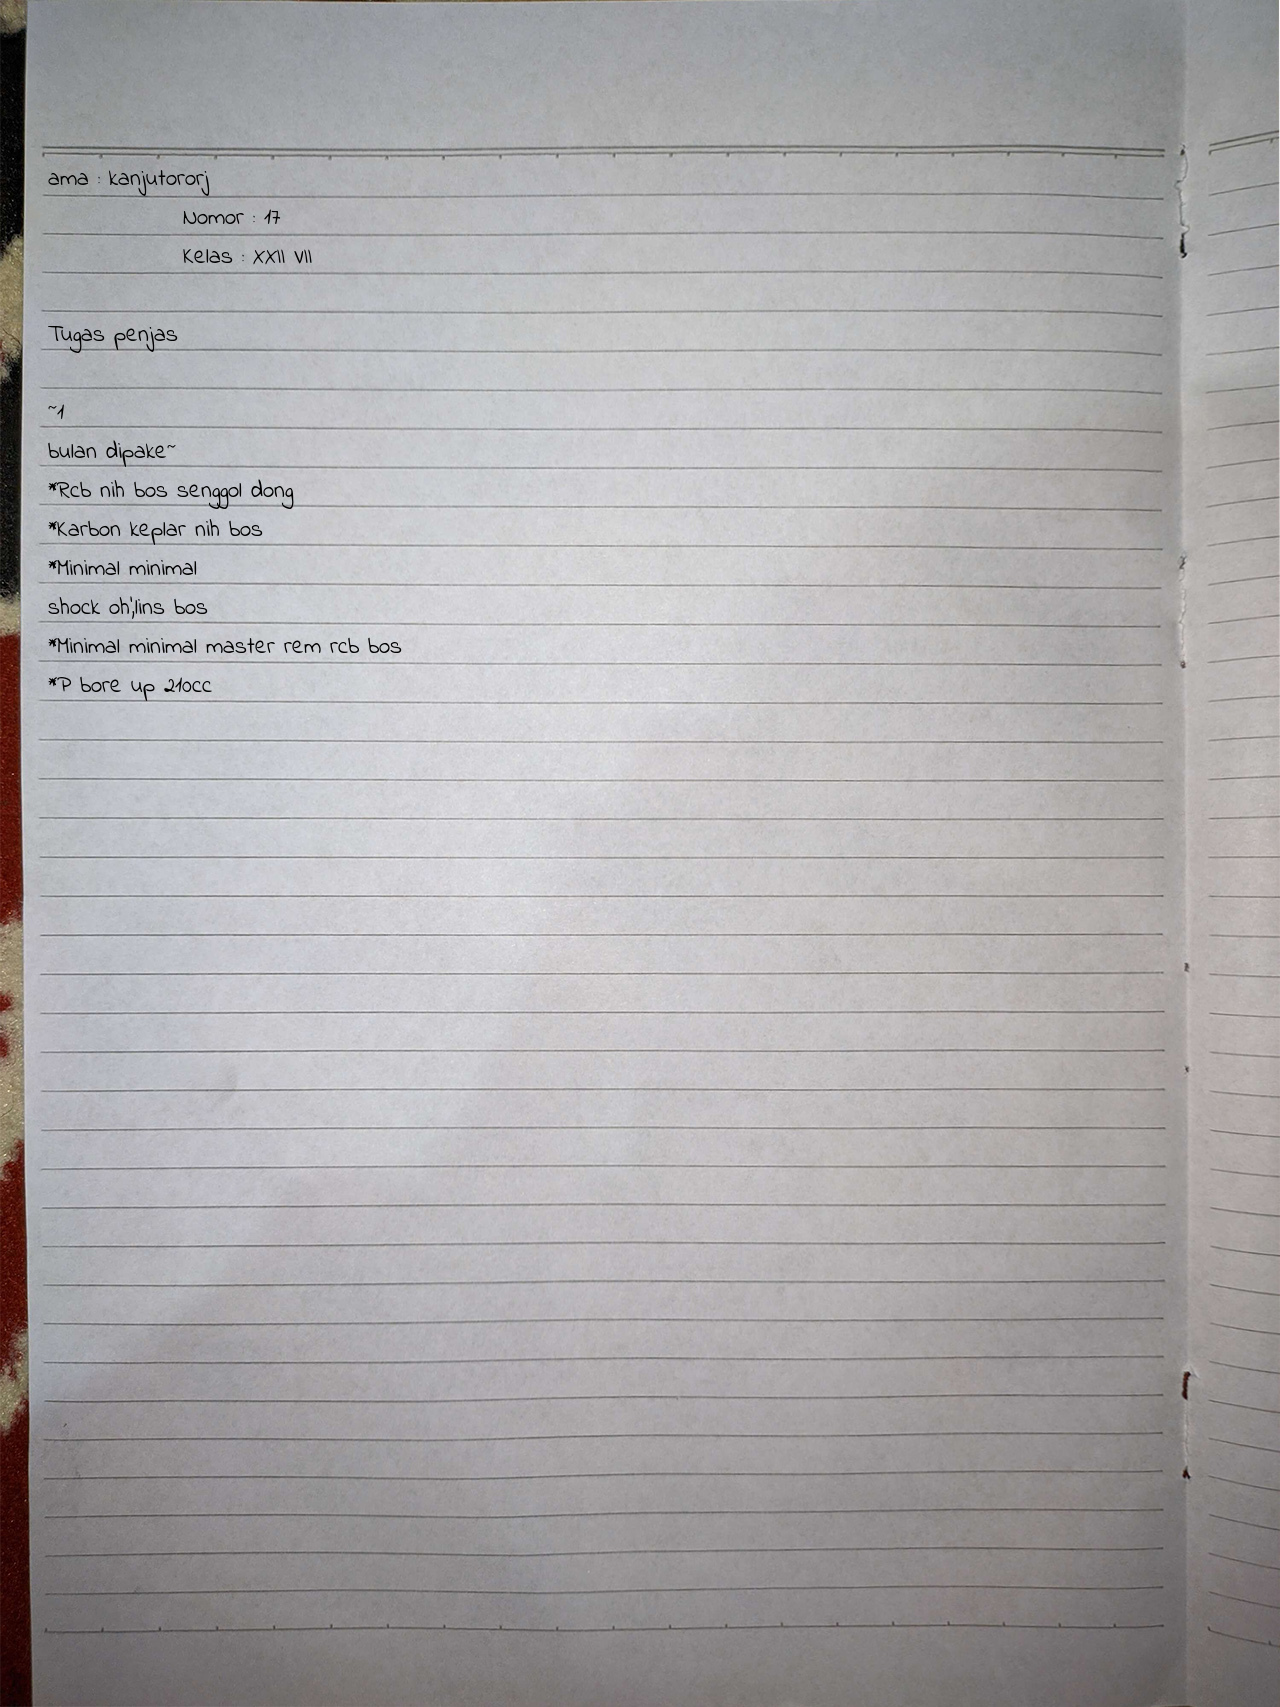 ama : kanjutororj
Nomor : 17
Kelas : XXII VII
Tugas penjas
~1
bulan dipake~
*Rcb nih bos senggol dong
*Karbon keplar nih bos
*Minimal minimal
shock oh',lins bos
*Minimal minimal master rem rcb bos
*P bore up 210cc